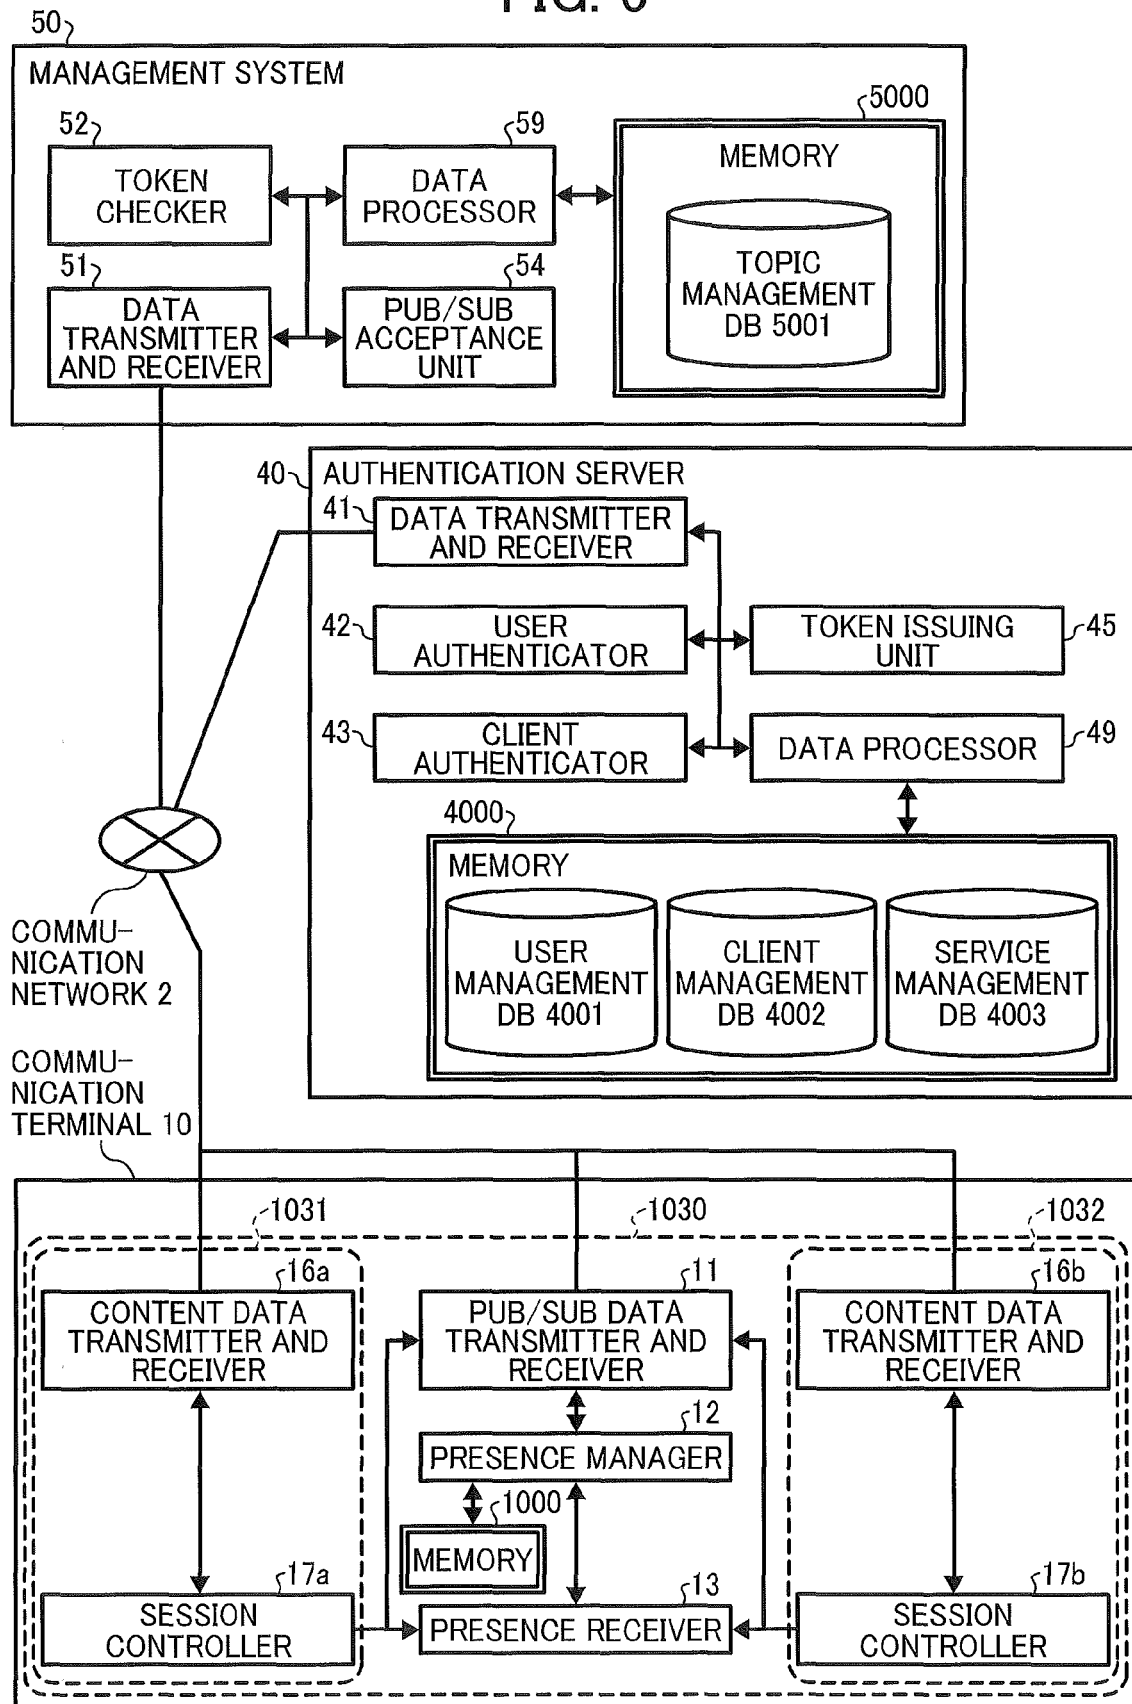 50
MANAGEMENT SYSTEM
52
TOKEN
CHECKER
59
DATA
PROCESSOR
5000
MEMORY
TOPIC
MANAGEMENT
DB 5001
51
DATA
TRANSMITTER
AND RECEIVER
54
PUB/SUB
ACCEPTANCE
UNIT
40
AUTHENTICATION SERVER
41
DATA TRANSMITTER
AND RECEIVER
42
USER
AUTHENTICATOR
TOKEN ISSUING
UNIT
45
43
CLIENT
AUTHENTICATOR
DATA PROCESSOR
49
4000
MEMORY
USER
MANAGEMENT
DB 4001
CLIENT
MANAGEMENT
DB 4002
SERVICE
MANAGEMENT
DB 4003
COMMU-
NICATION
NETWORK 2
COMMU-
NICATION
TERMINAL 10
1031
1030
1032
16a
CONTENT DATA
TRANSMITTER AND
RECEIVER
11
PUB/SUB DATA
TRANSMITTER AND
RECEIVER
16b
CONTENT DATA
TRANSMITTER AND
RECEIVER
12
PRESENCE MANAGER
1000
MEMORY
17a
SESSION
CONTROLLER
13
PRESENCE RECEIVER
17b
SESSION
CONTROLLER